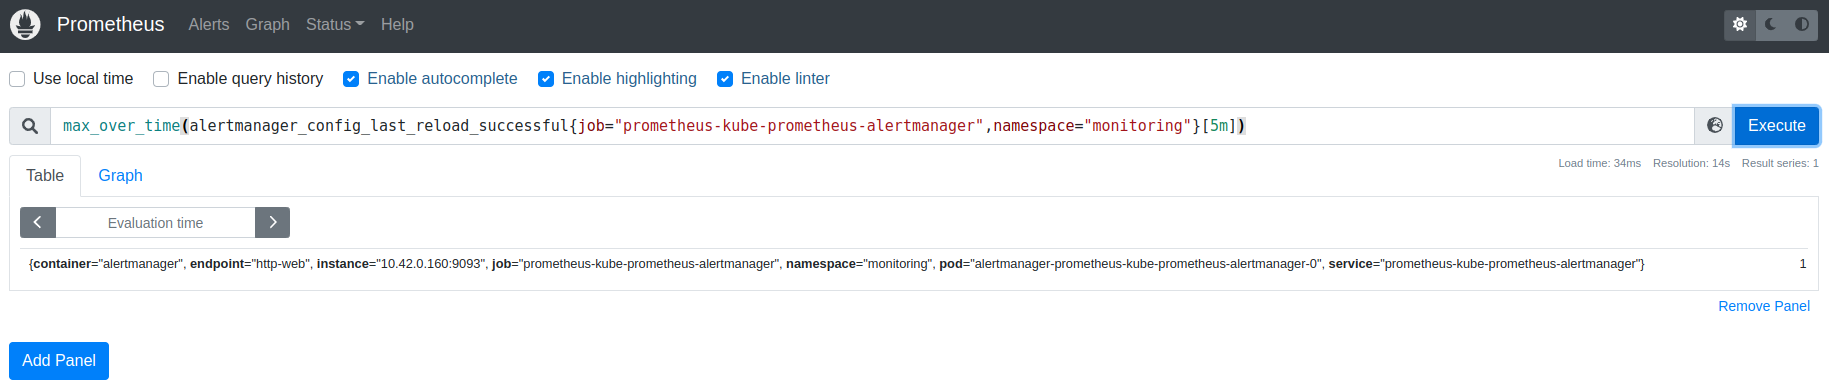 Prometheus Alerts Graph Status Help
Use local time Enable query history Enable autocomplete Enable highlighting Enable linter
max_over_time(alertmanager_config_last_reload_successful{job="prometheus-kube-prometheus-alertmanager",namespace="monitoring"}[5m]) Execute
Table Graph Load time: 34ms Resolution: 14s Result series: 1
Evaluation time
{container="alertmanager", endpoint="http-web", instance="10.42.0.160:9093", job="prometheus-kube-prometheus-alertmanager", namespace="monitoring", pod="alertmanager-prometheus-kube-prometheus-alertmanager-0", service="prometheus-kube-prometheus-alertmanager"} 1
Remove Panel
Add Panel